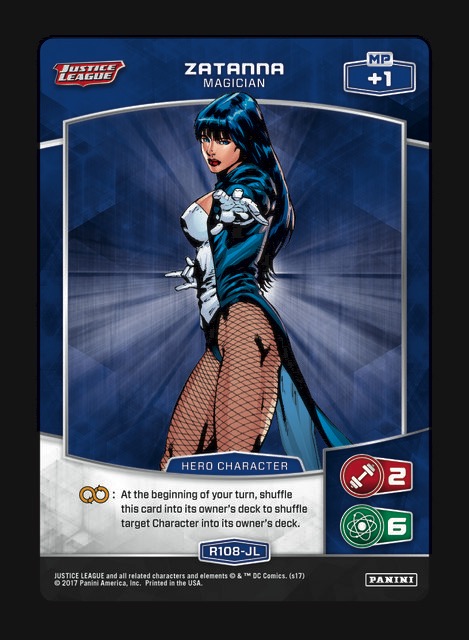 JUSTICE
LEAGUE
ZATANNA
MAGICIAN
MP
+1
HERO CHARACTER
: At the beginning of your turn, shuffle
this card into its owner's deck to shuffle
target Character into its owner's deck.
2
6
R108-JL
JUSTICE LEAGUE and all related characters and elements © & ™ DC Comics. (s17)
© 2017 Panini America, Inc. Printed in the USA.
PANINI